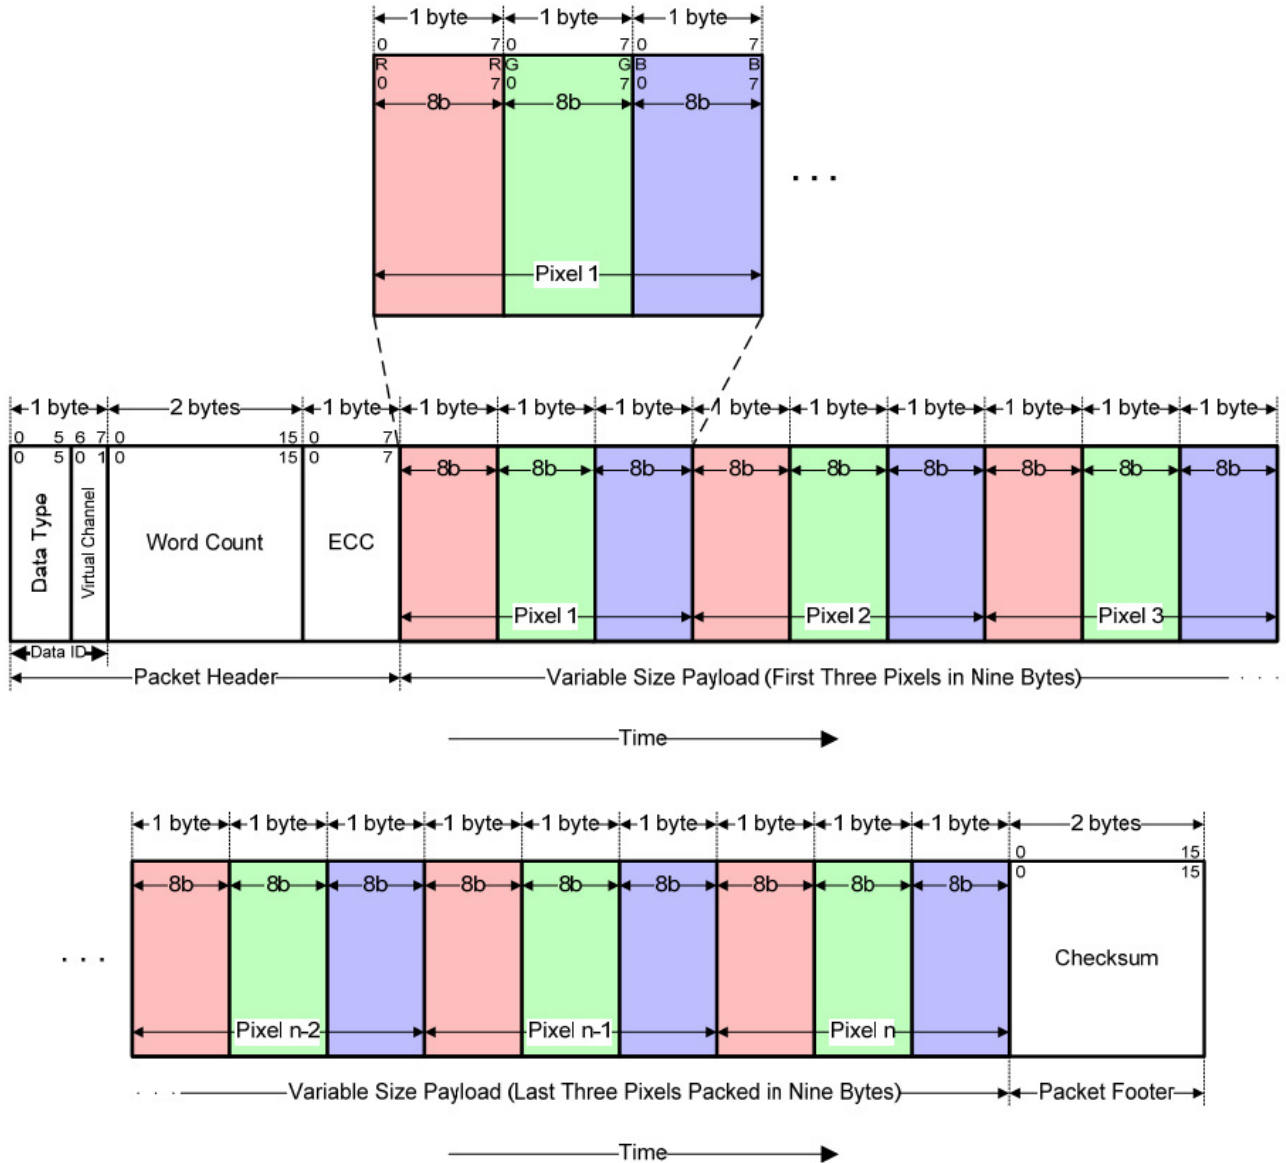 1 byte 1 byte 1 byte
0 7 0 7 0 7
R R G G B B
0 7 0 7 0 7
8b 8b 8b
. . .
Pixel 1
1 byte 2 bytes 1 byte 1 byte 1 byte 1 byte 1 byte 1 byte 1 byte 1 byte 1 byte 1 byte
0 5 6 7 0 15 0 7
0 5 0 1 0 15 0 7
8b 8b 8b 8b 8b 8b 8b 8b 8b
Data Type
Virtual Channel
Word Count
ECC
Pixel 1 Pixel 2 Pixel 3
Data ID
Packet Header Variable Size Payload (First Three Pixels in Nine Bytes) . . .
Time
1 byte 1 byte 1 byte 1 byte 1 byte 1 byte 1 byte 1 byte 1 byte 2 bytes
0 15
0 15
8b 8b 8b 8b 8b 8b 8b 8b 8b
. . .
Checksum
Pixel n-2 Pixel n-1 Pixel n
. . . Variable Size Payload (Last Three Pixels Packed in Nine Bytes) Packet Footer
Time